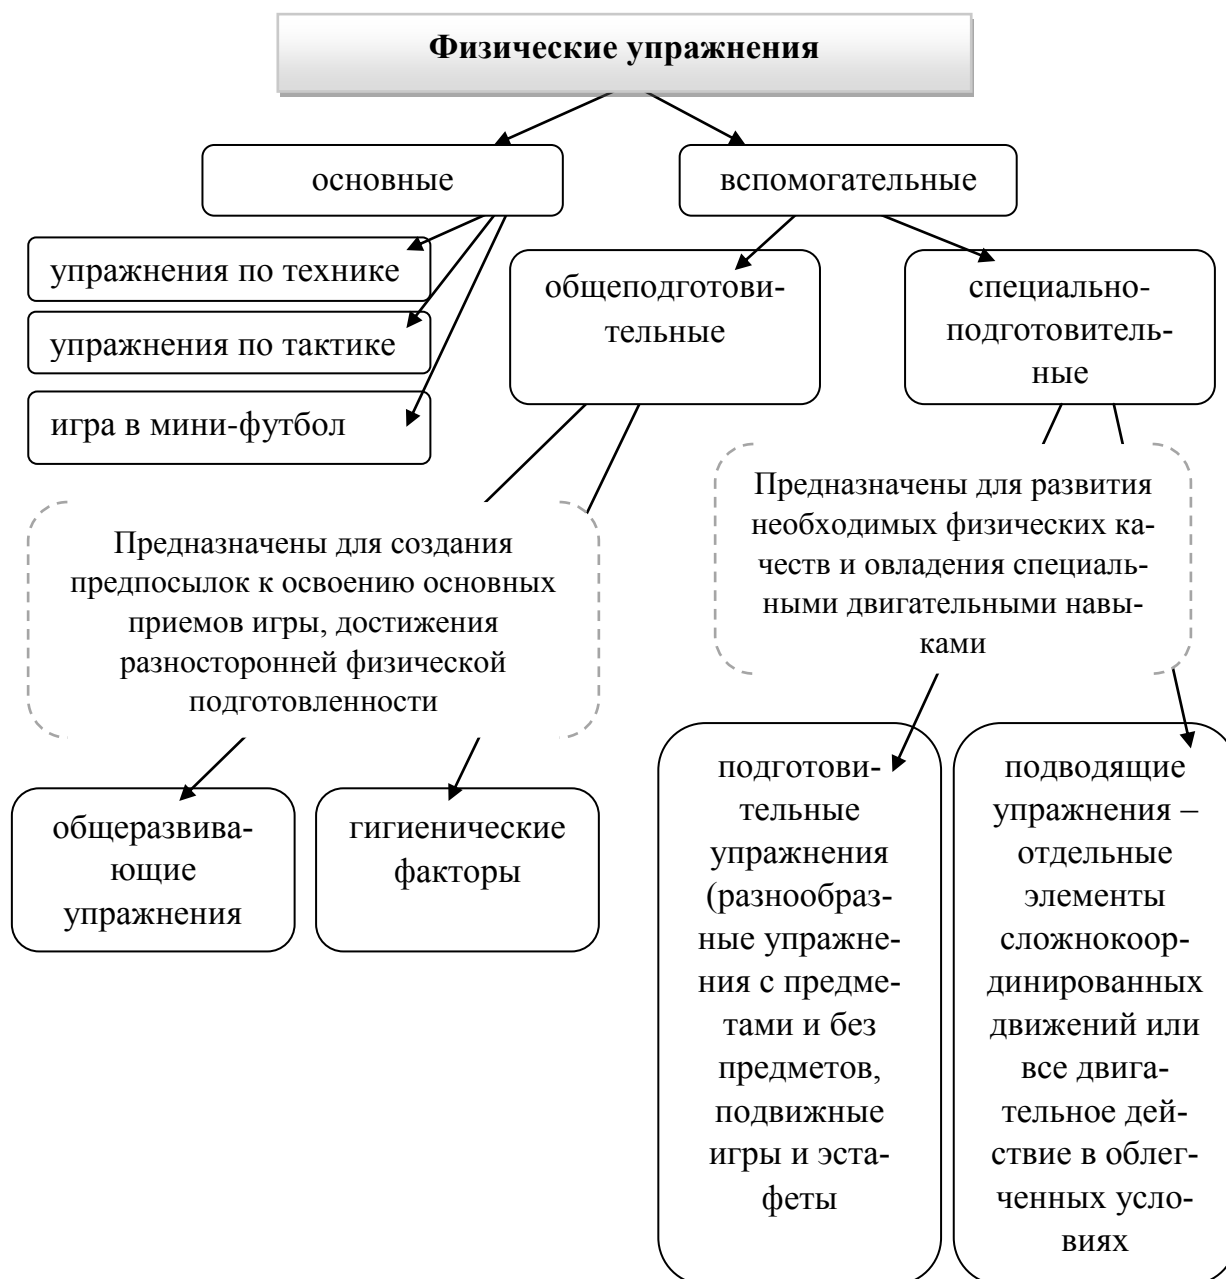 Физические упражнения
основные
вспомогательные
упражнения по технике
упражнения по тактике
игра в мини-футбол
общеподготови-
тельные
специально-
подготовитель-
ные
Предназначены для создания
предпосылок к освоению основных
приемов игры, достижения
разносторонней физической
подготовленности
Предназначены для развития
необходимых физических ка-
честв и овладения специаль-
ными двигательными навы-
ками
общеразвива-
ющие
упражнения
гигиенические
факторы
подготови-
тельные
упражнения
(разнообраз-
ные упражне-
ния с предме-
тами и без
предметов,
подвижные
игры и эста-
феты
подводящие
упражнения –
отдельные
элементы
сложнокоор-
динированных
движений или
все двига-
тельное дей-
ствие в облег-
ченных усло-
виях